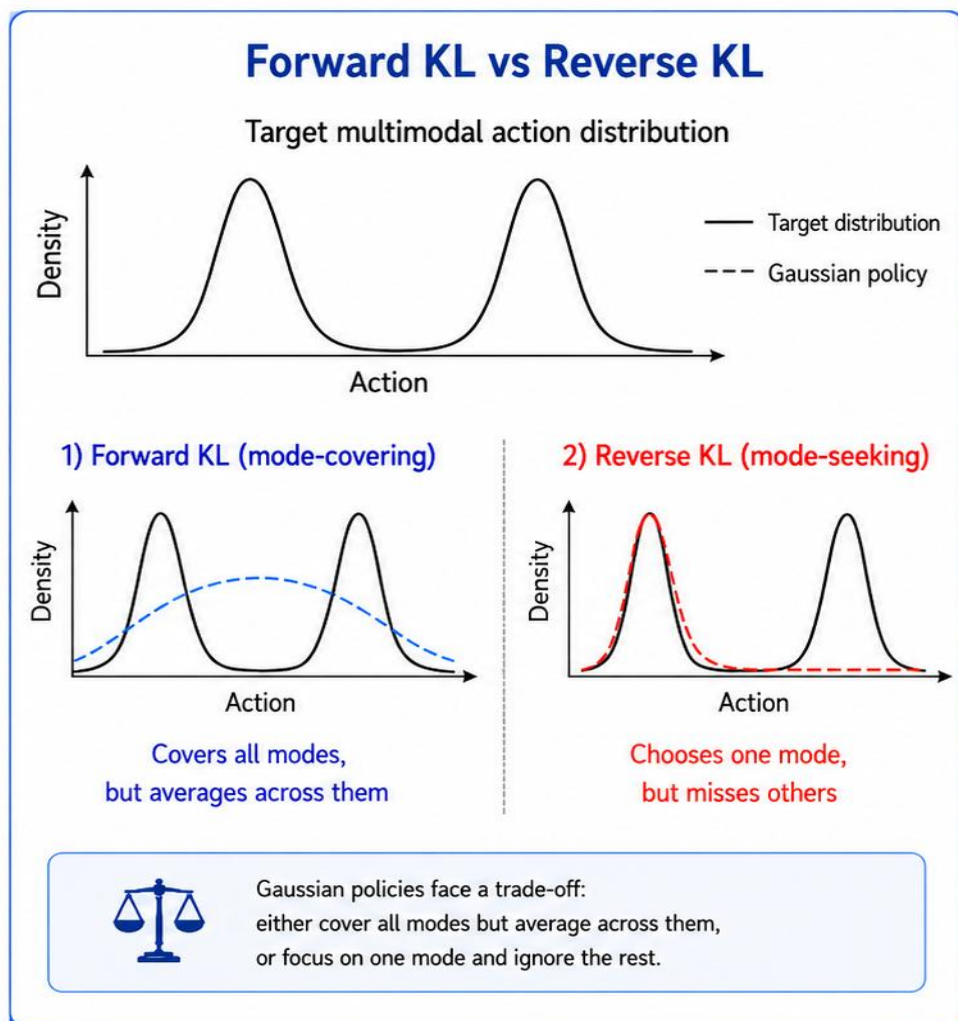 Forward KL vs Reverse KL
Target multimodal action distribution
Density
Target distribution
Gaussian policy
Action
1) Forward KL (mode-covering)
Density
Action
Covers all modes,
but averages across them
2) Reverse KL (mode-seeking)
Density
Action
Chooses one mode,
but misses others
Gaussian policies face a trade-off:
either cover all modes but average across them,
or focus on one mode and ignore the rest.